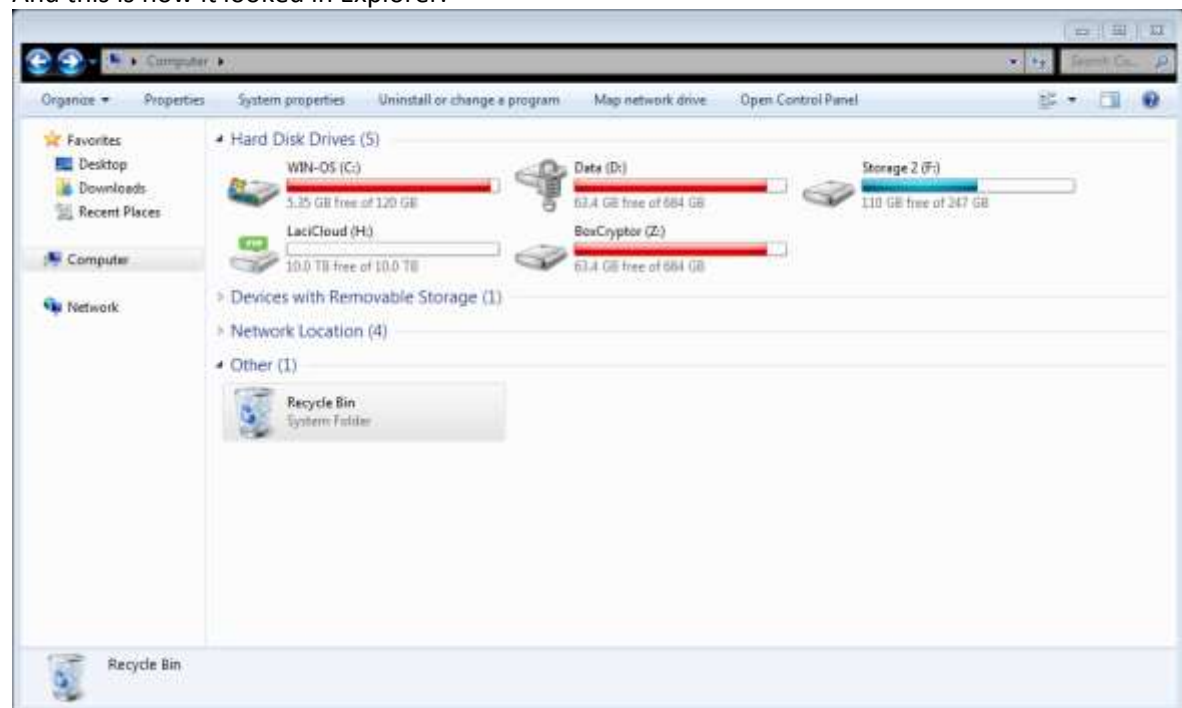 And this is how it looked in Explorer:
Computer
Search Co...
Organize Properties System properties Uninstall or change a program Map network drive Open Control Panel
Favorites
Desktop
Downloads
Recent Places
Computer
Network
Hard Disk Drives (5)
WIN-OS (C:)
5.35 GB free of 120 GB
Data (D:)
63.4 GB free of 684 GB
Storage 2 (F:)
110 GB free of 247 GB
LaciCloud (H:)
10.0 TB free of 10.0 TB
BoxCryptor (Z:)
63.4 GB free of 684 GB
Devices with Removable Storage (1)
Network Location (4)
Other (1)
Recycle Bin
System Folder
Recycle Bin